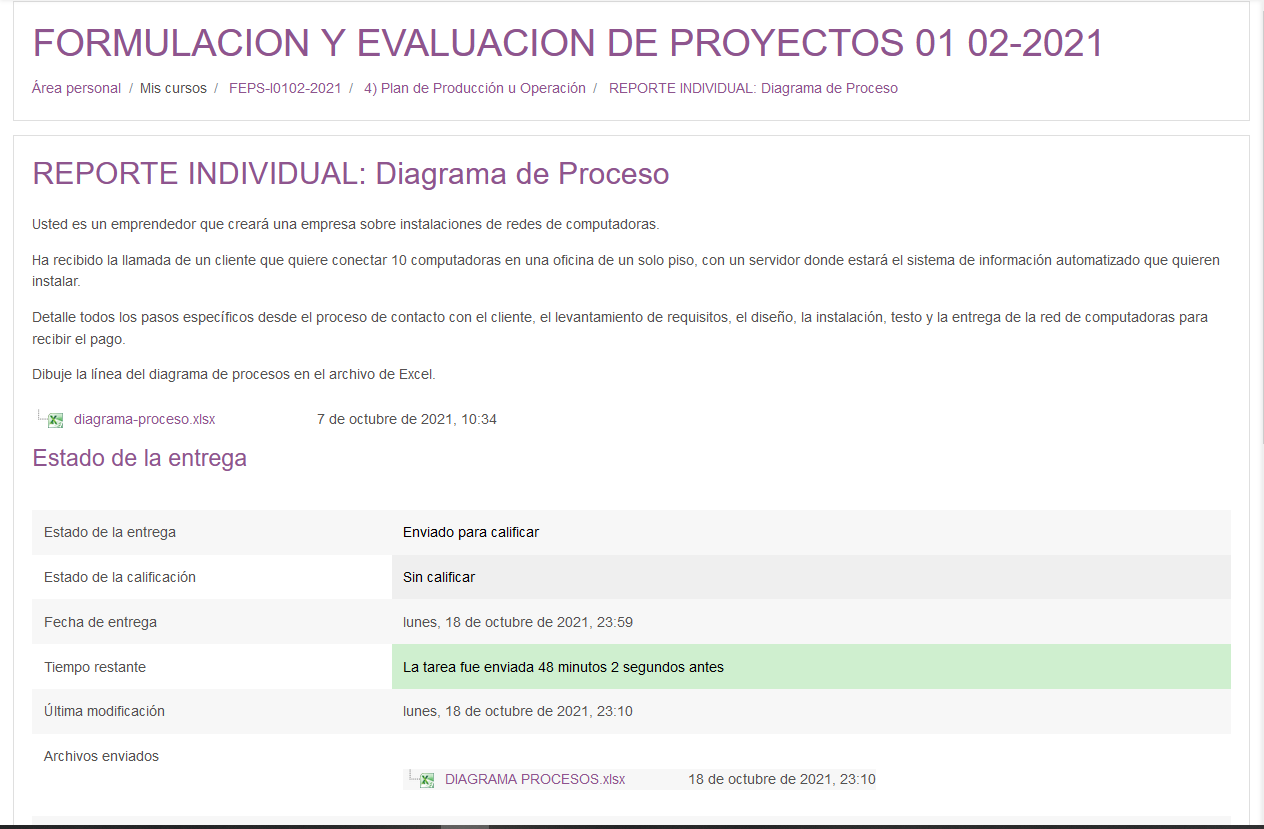 FORMULACION Y EVALUACION DE PROYECTOS 01 02-2021
Área personal / Mis cursos / FEPS-I0102-2021 / 4) Plan de Producción u Operación / REPORTE INDIVIDUAL: Diagrama de Proceso
REPORTE INDIVIDUAL: Diagrama de Proceso
Usted es un emprendedor que creará una empresa sobre instalaciones de redes de computadoras.
Ha recibido la llamada de un cliente que quiere conectar 10 computadoras en una oficina de un solo piso, con un servidor donde estará el sistema de información automatizado que quieren
instalar.
Detalle todos los pasos específicos desde el proceso de contacto con el cliente, el levantamiento de requisitos, el diseño, la instalación, testo y la entrega de la red de computadoras para
recibir el pago.
Dibuje la línea del diagrama de procesos en el archivo de Excel.
diagrama-proceso.xlsx 7 de octubre de 2021, 10:34
Estado de la entrega
Estado de la entrega Enviado para calificar
Estado de la calificación Sin calificar
Fecha de entrega lunes, 18 de octubre de 2021, 23:59
Tiempo restante La tarea fue enviada 48 minutos 2 segundos antes
Última modificación lunes, 18 de octubre de 2021, 23:10
Archivos enviados
DIAGRAMA PROCESOS.xlsx 18 de octubre de 2021, 23:10